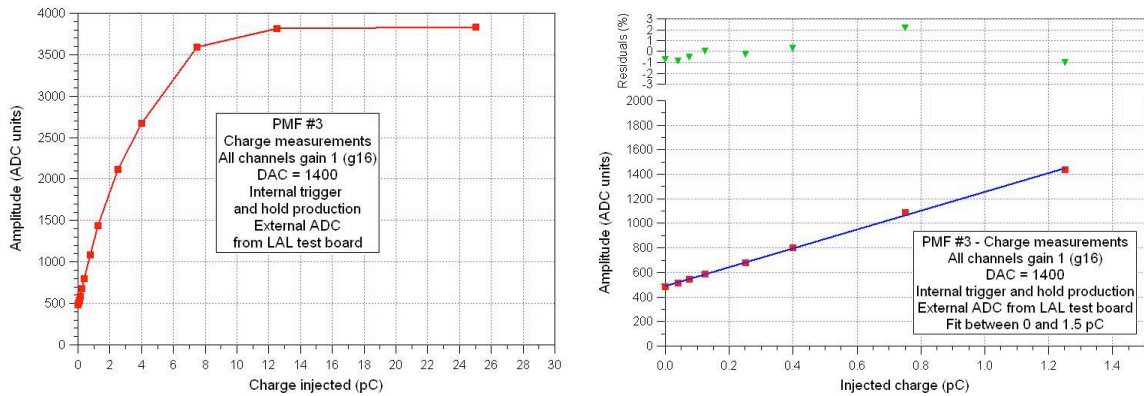 4000
3500
3000
2500
2000
1500
1000
500
0
Amplitude (ADC units)
PMF #3
Charge measurements
All channels gain 1 (g16)
DAC = 1400
Internal trigger
and hold production
External ADC
from LAL test board
0 2 4 6 8 10 12 14 16 18 20 22 24 26 28 30
Charge injected (pC)
3
2
1
0
-1
-2
-3
Residuals (%)
2000
1800
1600
1400
1200
1000
800
600
400
200
0
Amplitude (ADC units)
PMF #3 - Charge measurements
All channels gain 1 (g16)
DAC = 1400
Internal trigger and hold production
External ADC from LAL test board
Fit between 0 and 1.5 pC
0.0 0.2 0.4 0.6 0.8 1.0 1.2 1.4
Injected charge (pC)